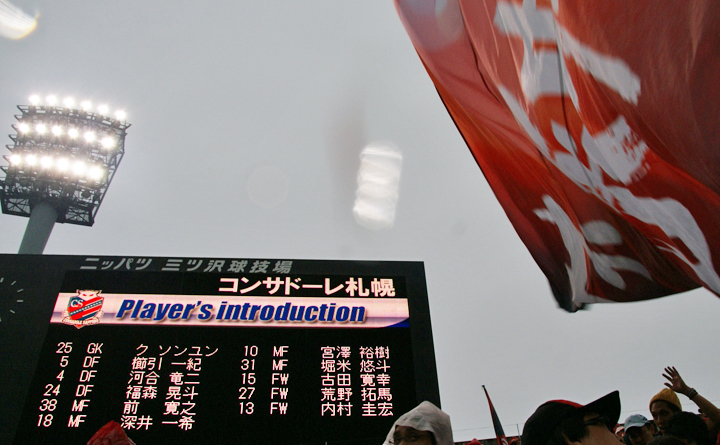 ニッパツ 三ツ沢球技場
コンサドーレ札幌
Player's introduction
25 GK ク ソンユン
5 DF 櫛引 一紀
4 DF 河合 竜二
24 DF 福森 晃斗
38 MF 前 寛之
18 MF 深井 一希
10 MF 宮澤 裕樹
31 MF 堀米 悠斗
15 FW 古田 寛幸
27 FW 荒野 拓馬
13 FW 内村 圭宏